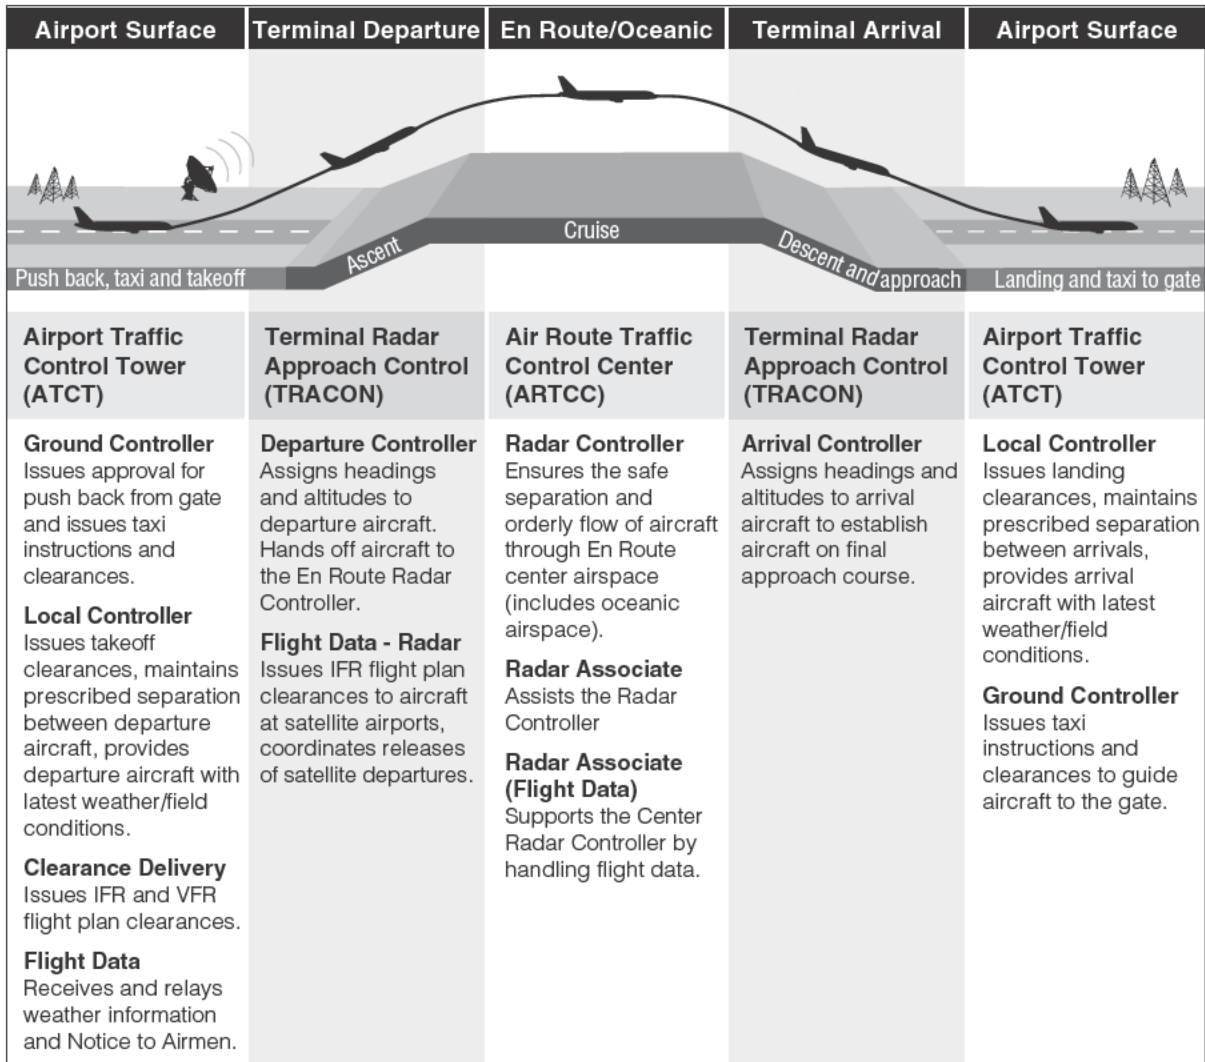 Airport Surface
Terminal Departure
En Route/Oceanic
Terminal Arrival
Airport Surface
Push back, taxi and takeoff
Ascent
Cruise
Descent and approach
Landing and taxi to gate
Airport Traffic
Control Tower
(ATCT)
Ground Controller
Issues approval for
push back from gate
and issues taxi
instructions and
clearances.
Local Controller
Issues takeoff
clearances, maintains
prescribed separation
between departure
aircraft, provides
departure aircraft with
latest weather/field
conditions.
Clearance Delivery
Issues IFR and VFR
flight plan clearances.
Flight Data
Receives and relays
weather information
and Notice to Airmen.
Terminal Radar
Approach Control
(TRACON)
Departure Controller
Assigns headings
and altitudes to
departure aircraft.
Hands off aircraft to
the En Route Radar
Controller.
Flight Data - Radar
Issues IFR flight plan
clearances to aircraft
at satellite airports,
coordinates releases
of satellite departures.
Air Route Traffic
Control Center
(ARTCC)
Radar Controller
Ensures the safe
separation and
orderly flow of aircraft
through En Route
center airspace
(includes oceanic
airspace).
Radar Associate
Assists the Radar
Controller
Radar Associate
(Flight Data)
Supports the Center
Radar Controller by
handling flight data.
Terminal Radar
Approach Control
(TRACON)
Arrival Controller
Assigns headings and
altitudes to arrival
aircraft to establish
aircraft on final
approach course.
Airport Traffic
Control Tower
(ATCT)
Local Controller
Issues landing
clearances, maintains
prescribed separation
between arrivals,
provides arrival
aircraft with latest
weather/field
conditions.
Ground Controller
Issues taxi
instructions and
clearances to guide
aircraft to the gate.